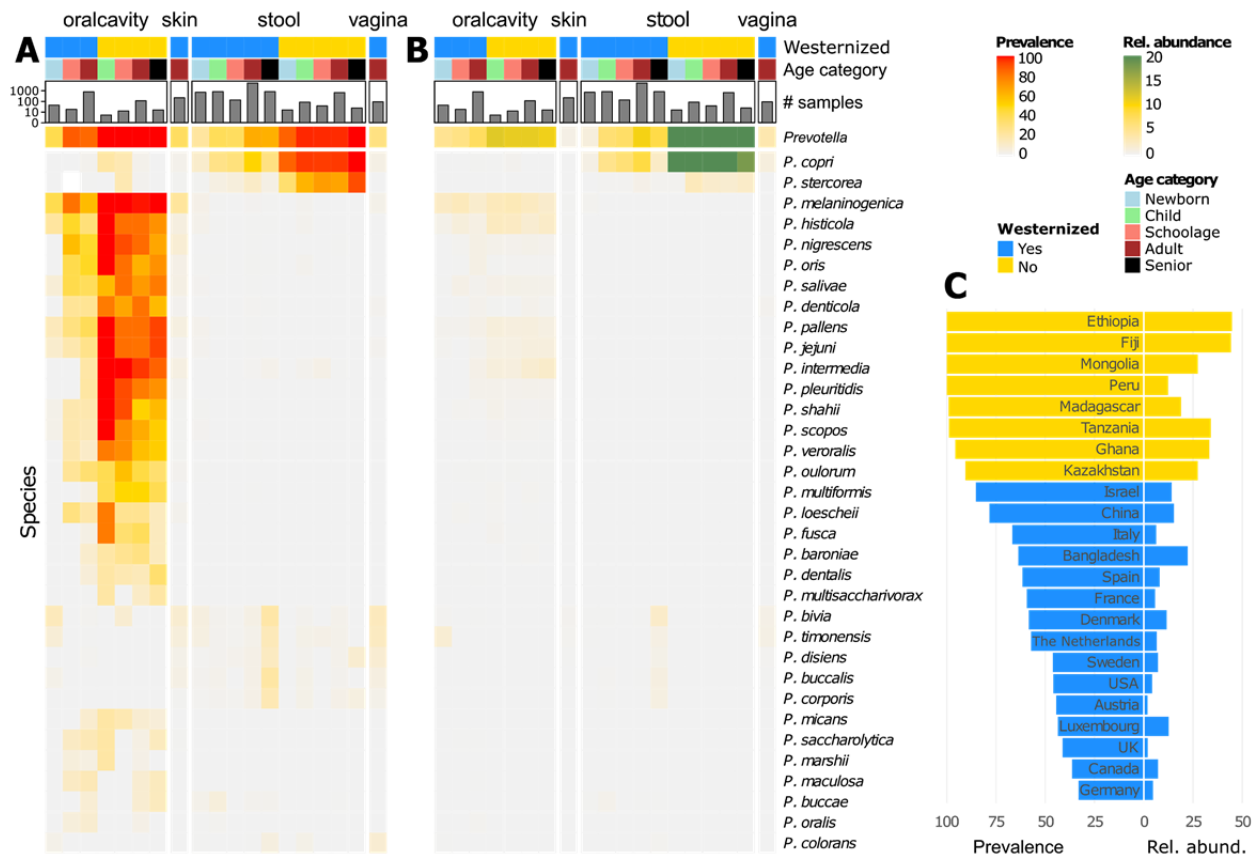 oralcavity skin stool vagina
oralcavity skin stool vagina
A
B
Westernized
Age category
1000
100
10
0
# samples
Prevotella
P. copri
P. stercorea
P. melaninogenica
P. histicola
P. nigrescens
P. oris
P. salivae
P. denticola
P. pallens
P. jejuni
P. intermedia
P. pleuritidis
P. shahii
P. scopos
P. veroralis
P. oulorum
P. multiformis
P. loescheii
P. fusca
P. baroniae
P. dentalis
P. multisaccharivorax
P. bivia
P. timonensis
P. disiens
P. buccalis
P. corporis
P. micans
P. saccharolytica
P. marshii
P. maculosa
P. buccae
P. oralis
P. colorans
Species
Prevalence
100
80
60
40
20
0
Rel. abundance
20
15
10
5
0
Westernized
Yes
No
Age category
Newborn
Child
Schoolage
Adult
Senior
C
Ethiopia
Fiji
Mongolia
Peru
Madagascar
Tanzania
Ghana
Kazakhstan
Israel
China
Italy
Bangladesh
Spain
France
Denmark
The Netherlands
Sweden
USA
Austria
Luxembourg
UK
Canada
Germany
100 75 50 25 0 25 50
Prevalence Rel. abund.